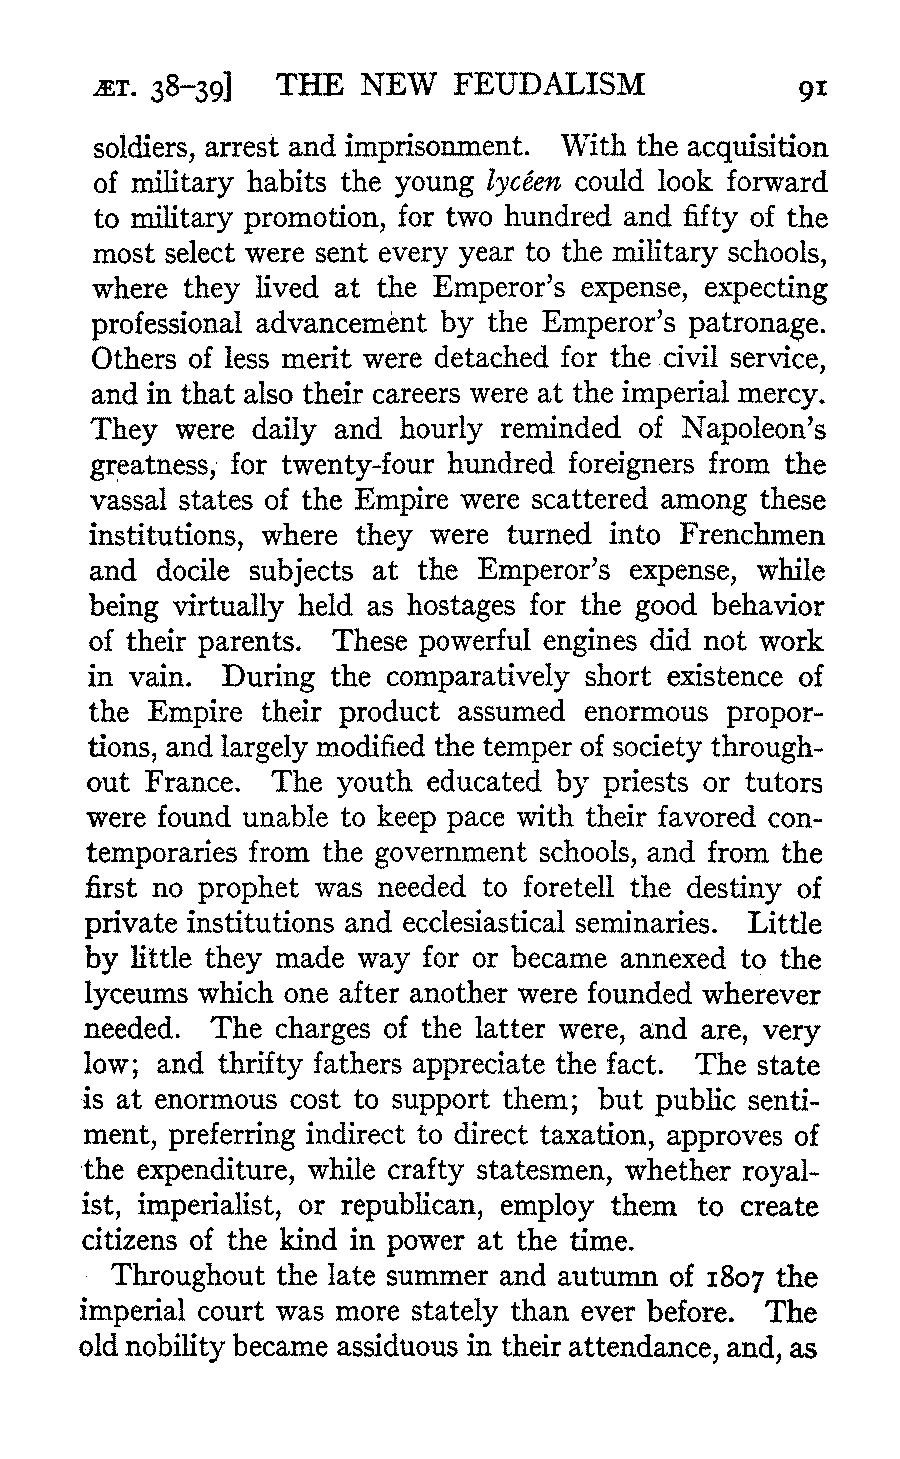 ÆT. 38–39] THE NEW FEUDALISM 91
soldiers, arrest and imprisonment. With the acquisition
of military habits the young lycéen could look forward
to military promotion, for two hundred and fifty of the
most select were sent every year to the military schools,
where they lived at the Emperor's expense, expecting
professional advancement by the Emperor's patronage.
Others of less merit were detached for the civil service,
and in that also their careers were at the imperial mercy.
They were daily and hourly reminded of Napoleon's
greatness, for twenty-four hundred foreigners from the
vassal states of the Empire were scattered among these
institutions, where they were turned into Frenchmen
and docile subjects at the Emperor's expense, while
being virtually held as hostages for the good behavior
of their parents. These powerful engines did not work
in vain. During the comparatively short existence of
the Empire their product assumed enormous propor-
tions, and largely modified the temper of society through-
out France. The youth educated by priests or tutors
were found unable to keep pace with their favored con-
temporaries from the government schools, and from the
first no prophet was needed to foretell the destiny of
private institutions and ecclesiastical seminaries. Little
by little they made way for or became annexed to the
lyceums which one after another were founded wherever
needed. The charges of the latter were, and are, very
low; and thrifty fathers appreciate the fact. The state
is at enormous cost to support them; but public senti-
ment, preferring indirect to direct taxation, approves of
the expenditure, while crafty statesmen, whether royal-
ist, imperialist, or republican, employ them to create
citizens of the kind in power at the time.
Throughout the late summer and autumn of 1807 the
imperial court was more stately than ever before. The
old nobility became assiduous in their attendance, and, as